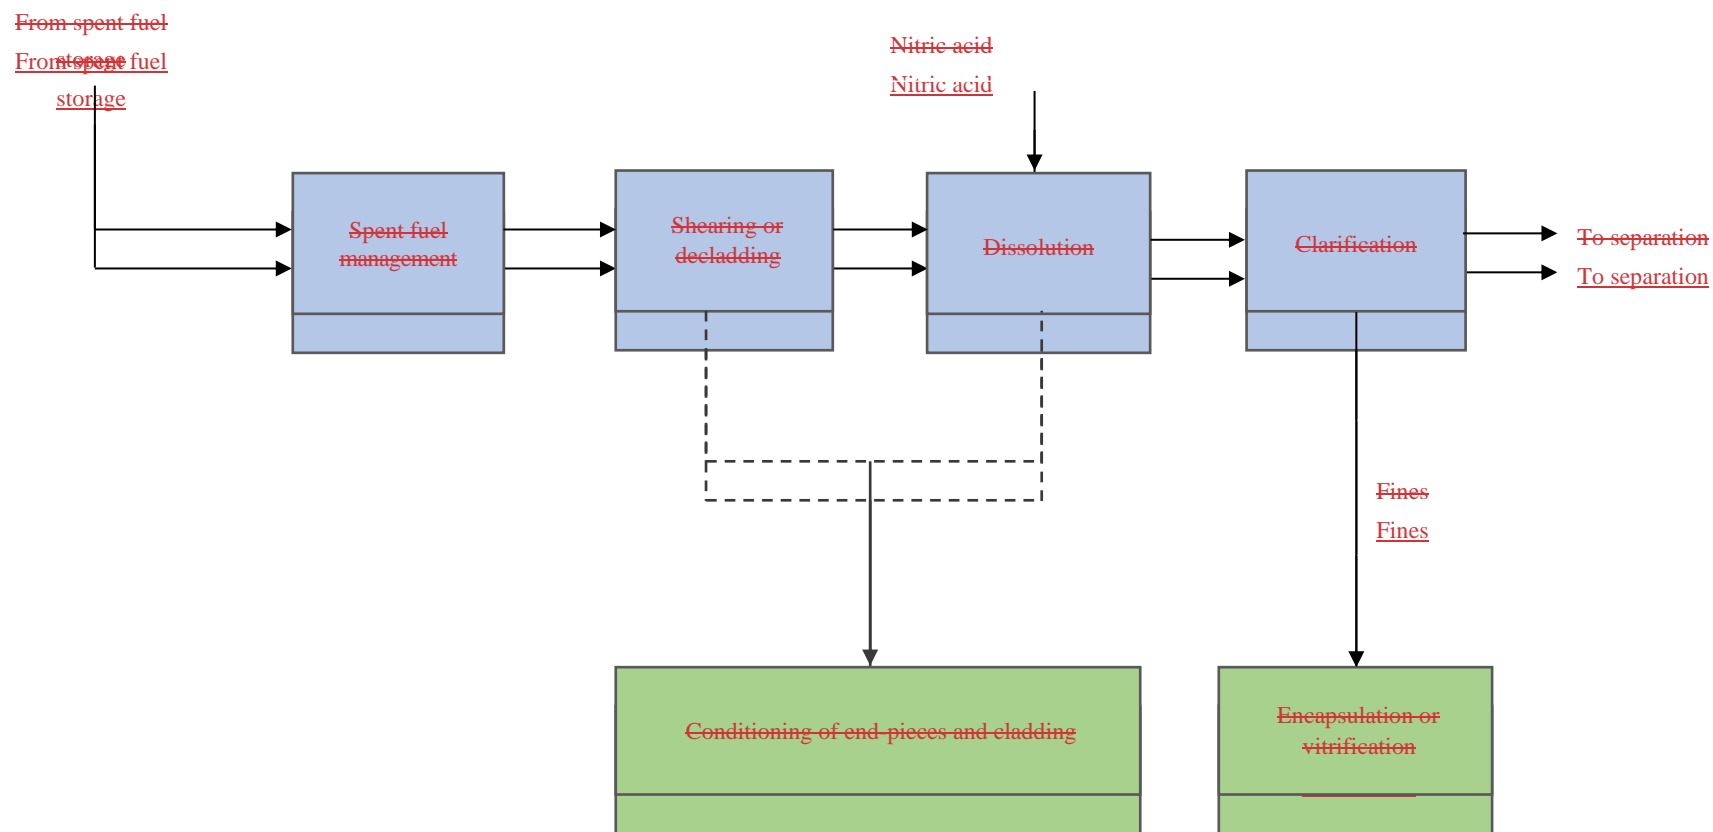 From spent fuel
storage
From spent fuel
storage
Nitric acid
Nitric acid
Spent fuel
management
Shearing or
decladding
Dissolution
Clarification
To separation
To separation
Fines
Fines
Conditioning of end-pieces and cladding
Encapsulation or
vitrification